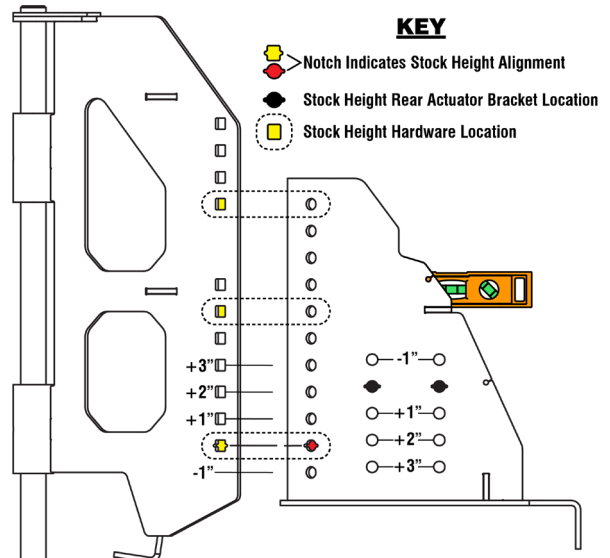 KEY
Notch Indicates Stock Height Alignment
Stock Height Rear Actuator Bracket Location
Stock Height Hardware Location
+3"
+2"
+1"
-1"
-1"
+1"
+2"
+3"